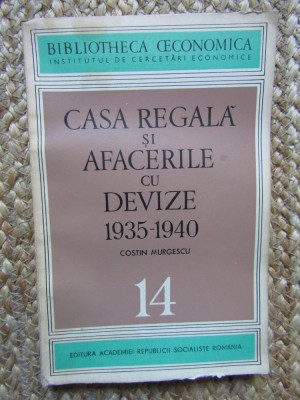 BIBLIOTHECA ŒCONOMICA
INSTITUTUL DE CERCETĂRI ECONOMICE
CASA REGALĂ
ȘI
AFACERILE
CU
DEVIZE
1935-1940
COSTIN MURGESCU
14
EDITURA ACADEMIEI REPUBLICII SOCIALISTE ROMÂNIA